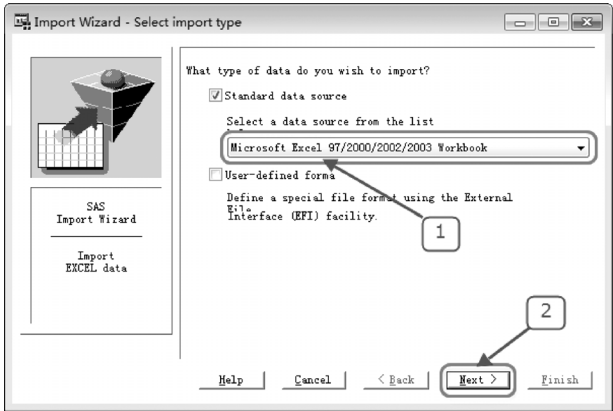 Import Wizard - Select import type
What type of data do you wish to import?
Standard data source
Select a data source from the list
Microsoft Excel 97/2000/2002/2003 Workbook
User-defined forma
Define a special file format using the External
File
Interface (EFI) facility.
1
SAS
Import Wizard
Import
EXCEL data
2
Help
Cancel
< Back
Next >
Finish